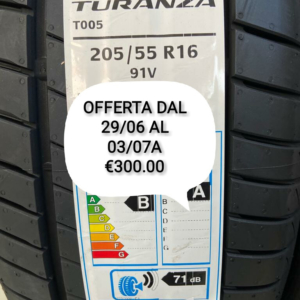 TURANZA
T005
205/55 R16
91V
OFFERTA DAL
29/06 AL
03/07A
€300.00
A
B
C
D
E
F
G
B
A
B
C
D
E
F
G
71 dB